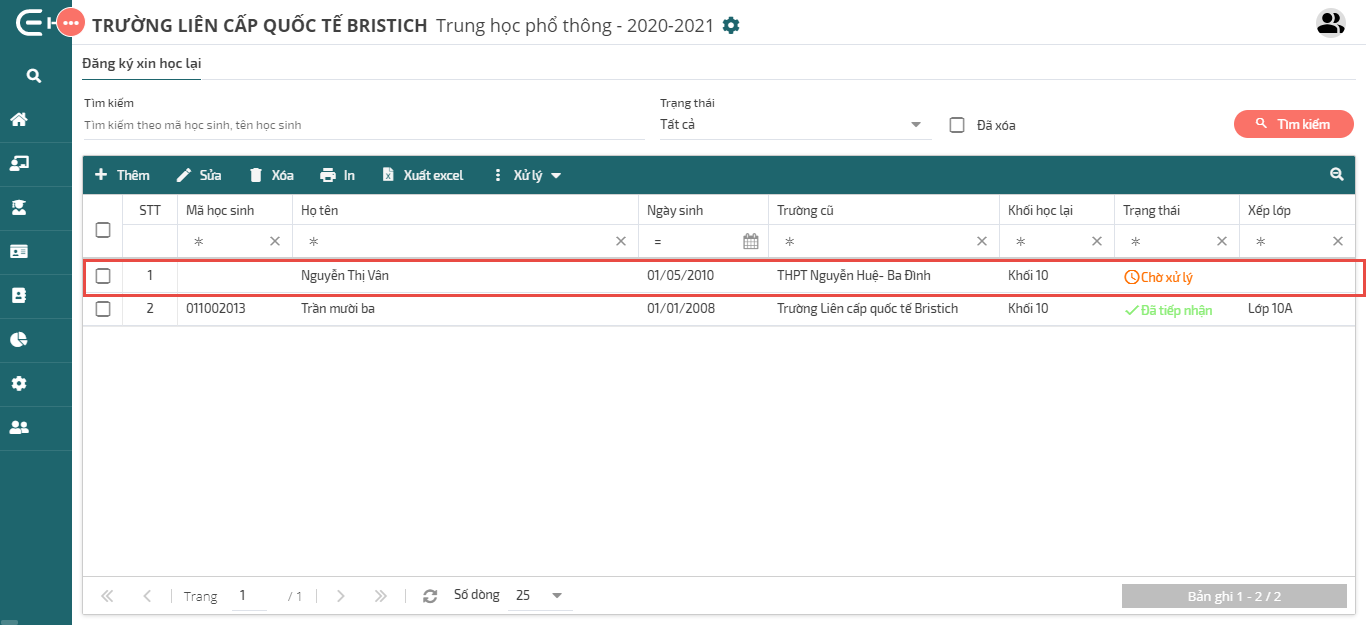 TRƯỜNG LIÊN CẤP QUỐC TẾ BRISTICH Trung học phổ thông - 2020-2021
Đăng ký xin học lại
Tìm kiếm Trạng thái
Tìm kiếm theo mã học sinh, tên học sinh Tất cả Đã xóa Tìm kiếm
Thêm Sửa Xóa In Xuất excel Xử lý
STT Mã học sinh Họ tên Ngày sinh Trường cũ Khối học lại Trạng thái Xếp lớp
* * = * * * *
1 Nguyễn Thị Vân 01/05/2010 THPT Nguyễn Huệ- Ba Đình Khối 10 Chờ xử lý
2 011002013 Trần mười ba 01/01/2008 Trường Liên cấp quốc tế Bristich Khối 10 Đã tiếp nhận Lớp 10A
Trang 1 / 1 Số dòng 25 Bản ghi 1 - 2 / 2